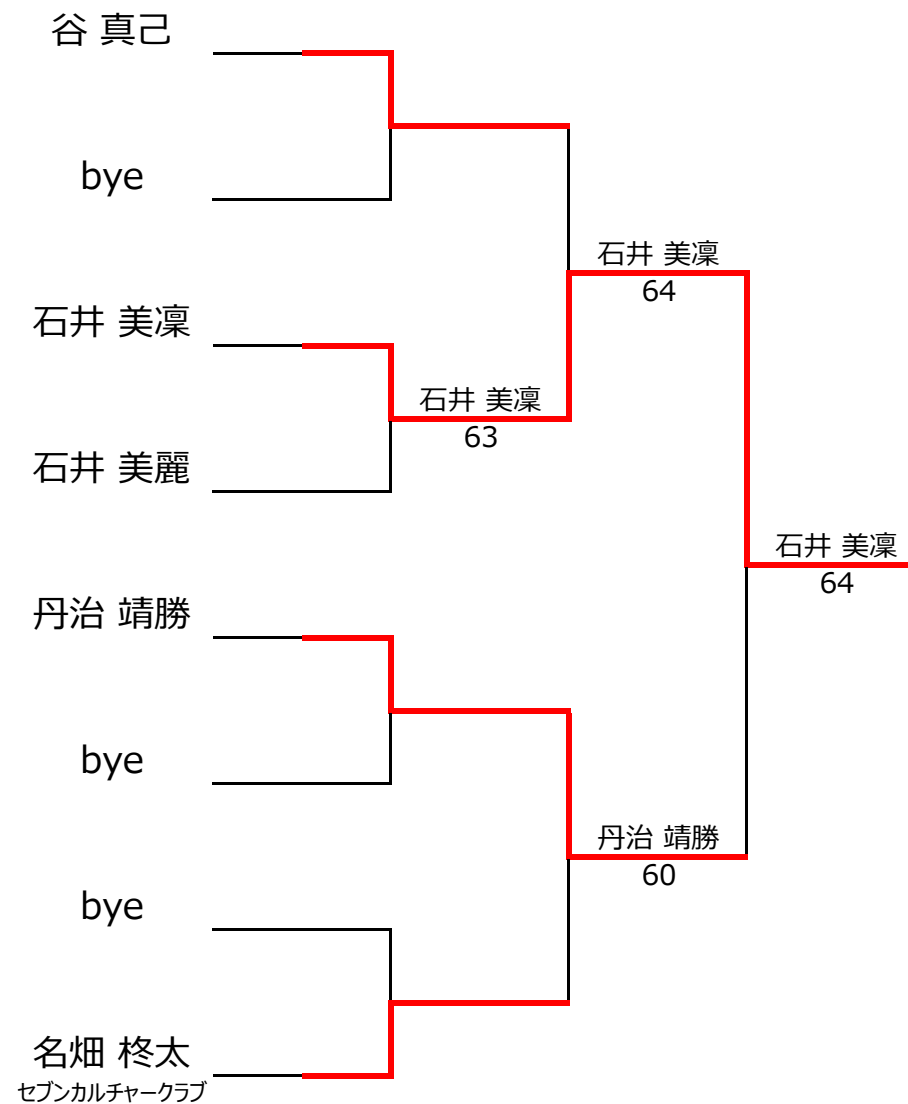 谷 真己
bye
石井 美凜
64
石井 美凜
石井 美凜
63
石井 美麗
石井 美凜
64
丹治 靖勝
bye
丹治 靖勝
60
bye
名畑 柊太
セブンカルチャークラブ